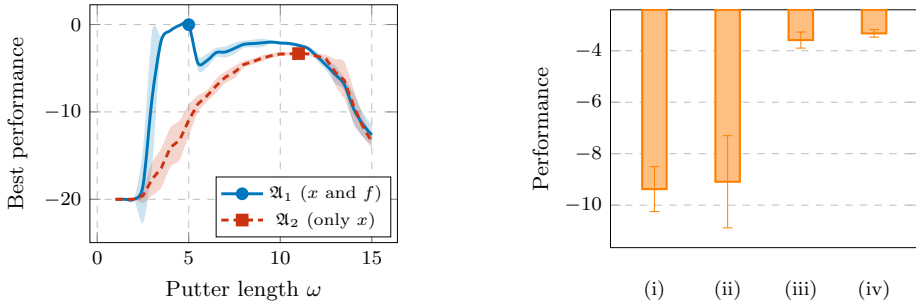 Best performance
0
−10
−20
0
5
10
15
Putter length ω
𝔄₁ (x and f)
𝔄₂ (only x)
Performance
−4
−6
−8
−10
(i)
(ii)
(iii)
(iv)